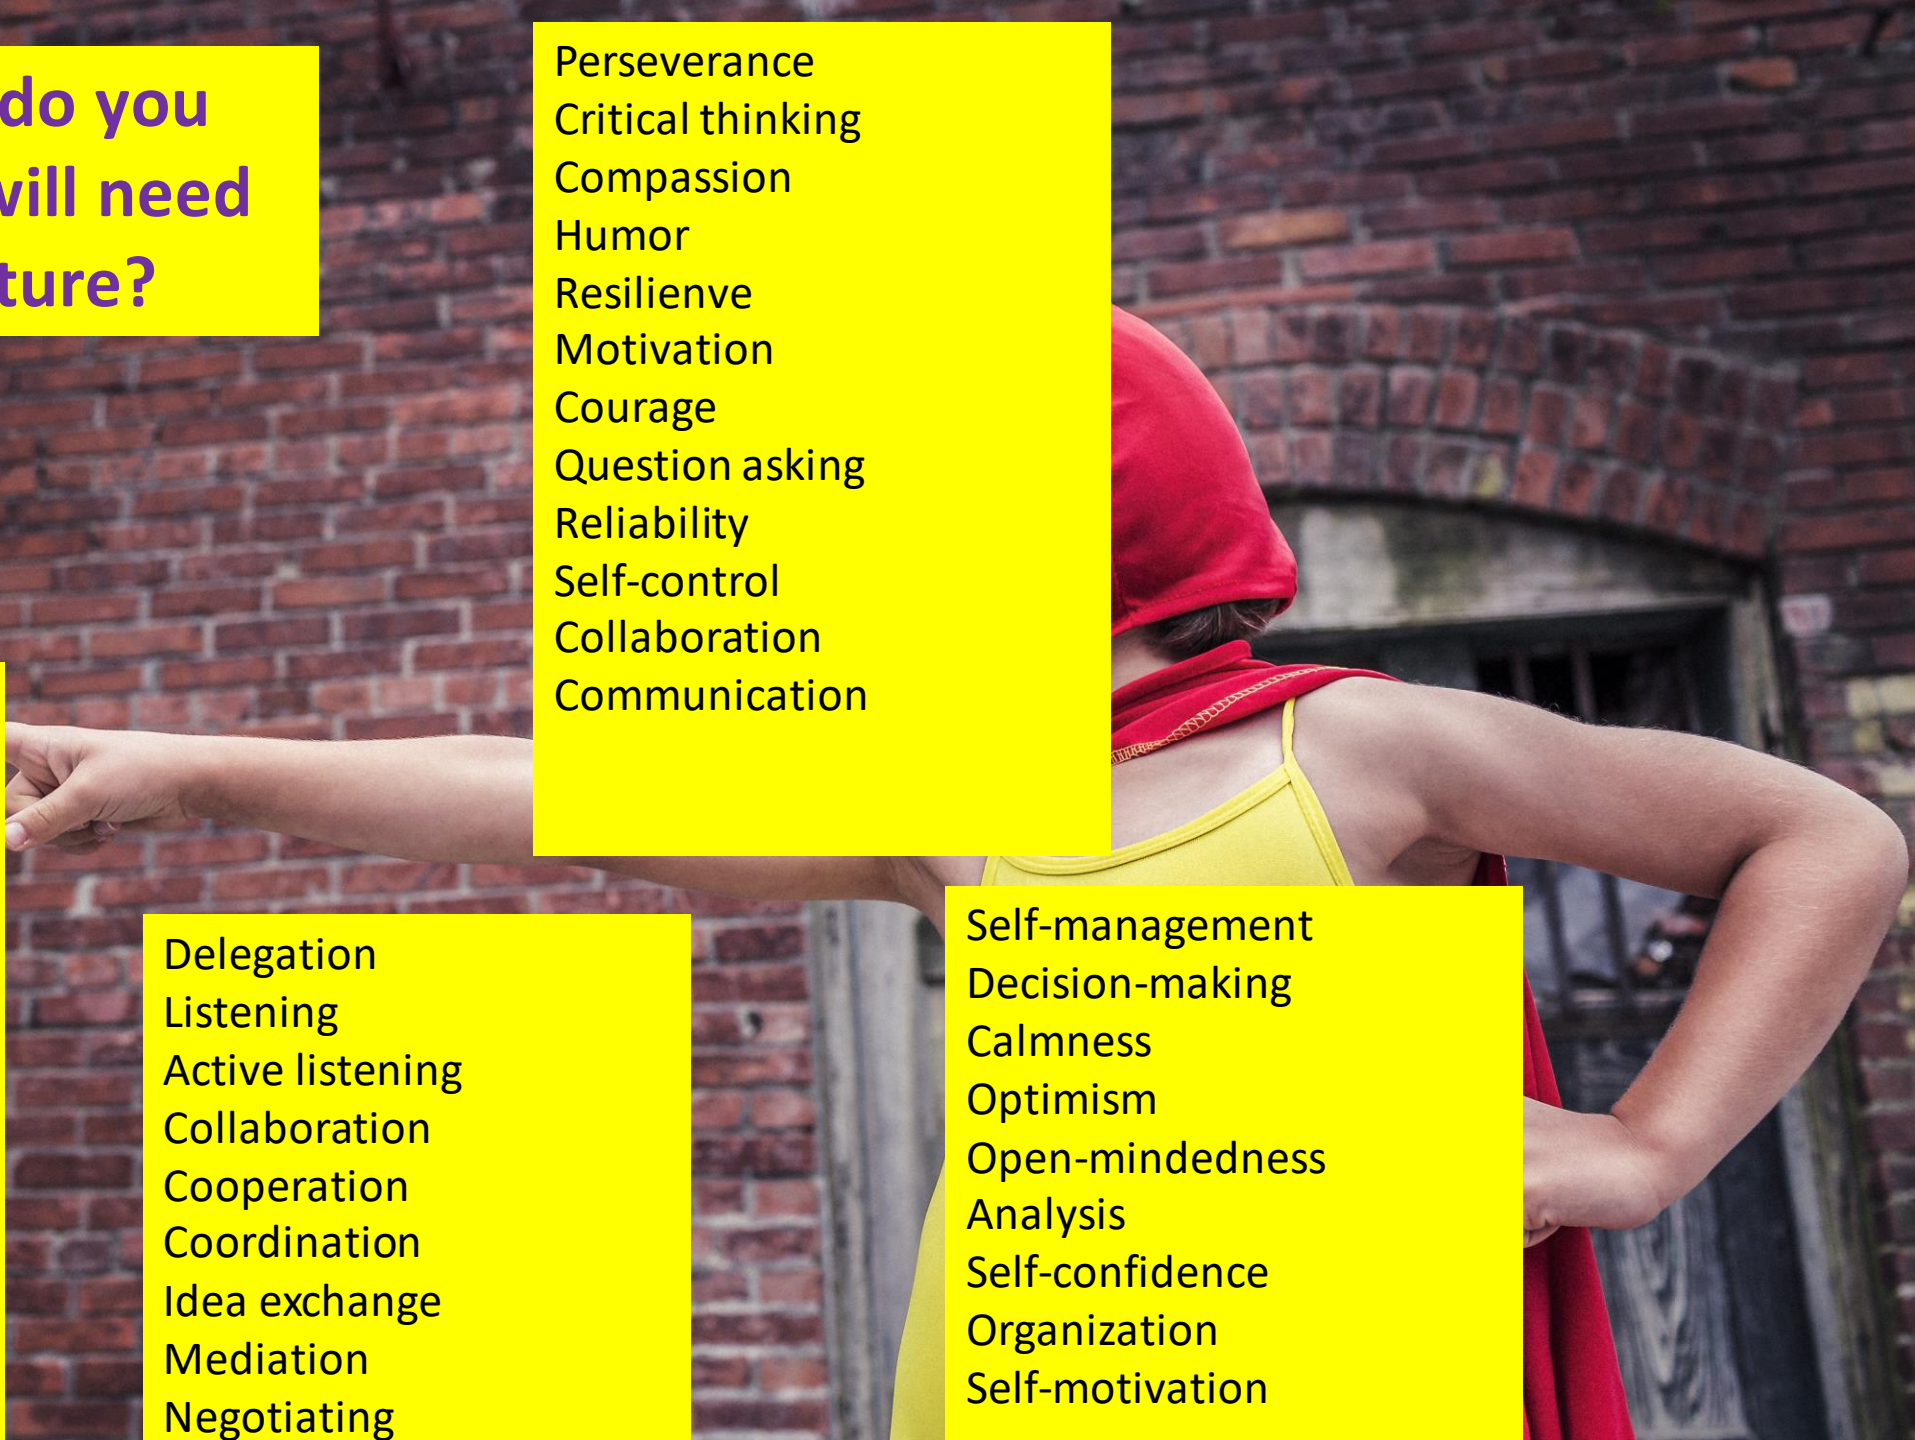 do you
will need
ture?
Perseverance
Critical thinking
Compassion
Humor
Resilienve
Motivation
Courage
Question asking
Reliability
Self-control
Collaboration
Communication
Delegation
Listening
Active listening
Collaboration
Cooperation
Coordination
Idea exchange
Mediation
Negotiating
Self-management
Decision-making
Calmness
Optimism
Open-mindedness
Analysis
Self-confidence
Organization
Self-motivation